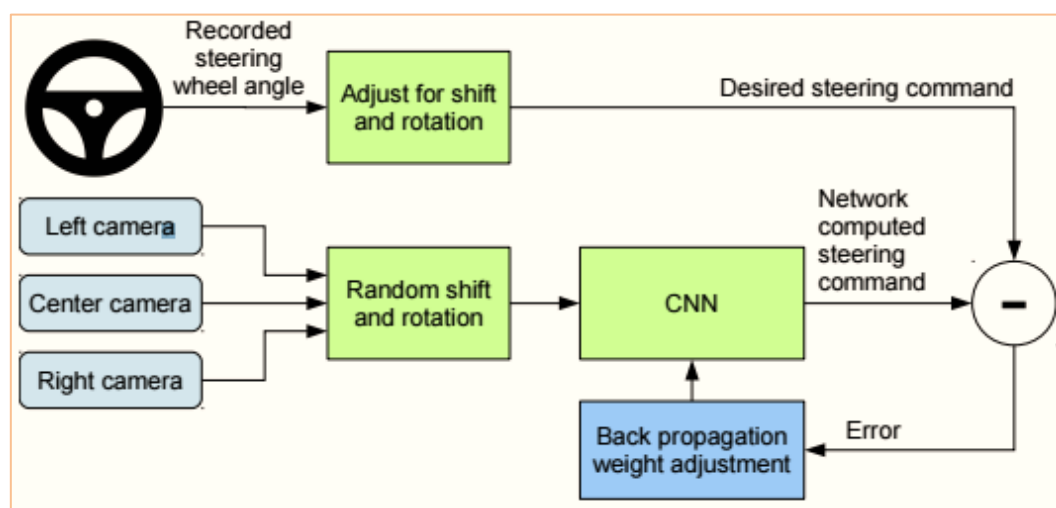 Recorded
steering
wheel angle
Adjust for shift
and rotation
Desired steering command
Left camera
Center camera
Right camera
Random shift
and rotation
CNN
Network
computed
steering
command
-
Back propagation
weight adjustment
Error